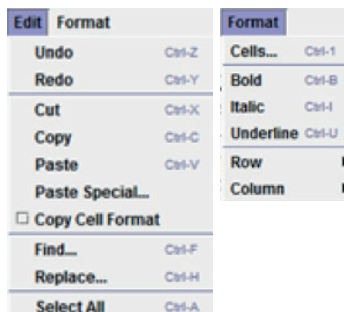 Edit Format
Undo Ctrl-Z
Redo Ctrl-Y
Cut Ctrl-X
Copy Ctrl-C
Paste Ctrl-V
Paste Special...
Copy Cell Format
Find... Ctrl-F
Replace... Ctrl-H
Select All Ctrl-A
Format
Cells... Ctrl-1
Bold Ctrl-B
Italic Ctrl-I
Underline Ctrl-U
Row
Column